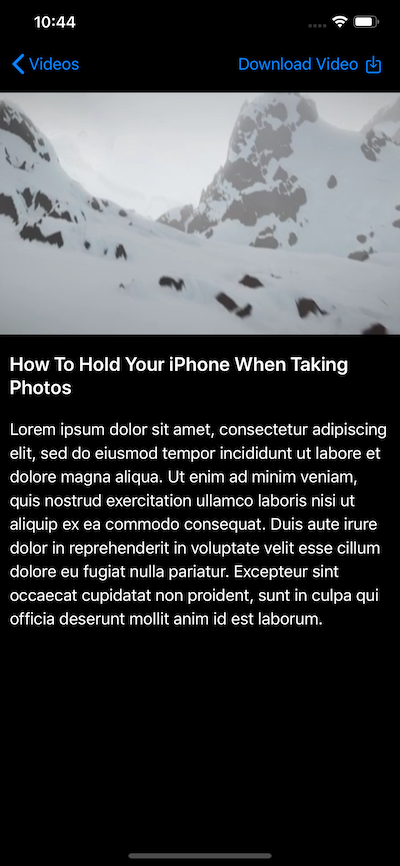 10:44
Videos
Download Video
How To Hold Your iPhone When Taking
Photos
Lorem ipsum dolor sit amet, consectetur adipiscing
elit, sed do eiusmod tempor incididunt ut labore et
dolore magna aliqua. Ut enim ad minim veniam,
quis nostrud exercitation ullamco laboris nisi ut
aliquip ex ea commodo consequat. Duis aute irure
dolor in reprehenderit in voluptate velit esse cillum
dolore eu fugiat nulla pariatur. Excepteur sint
occaecat cupidatat non proident, sunt in culpa qui
officia deserunt mollit anim id est laborum.